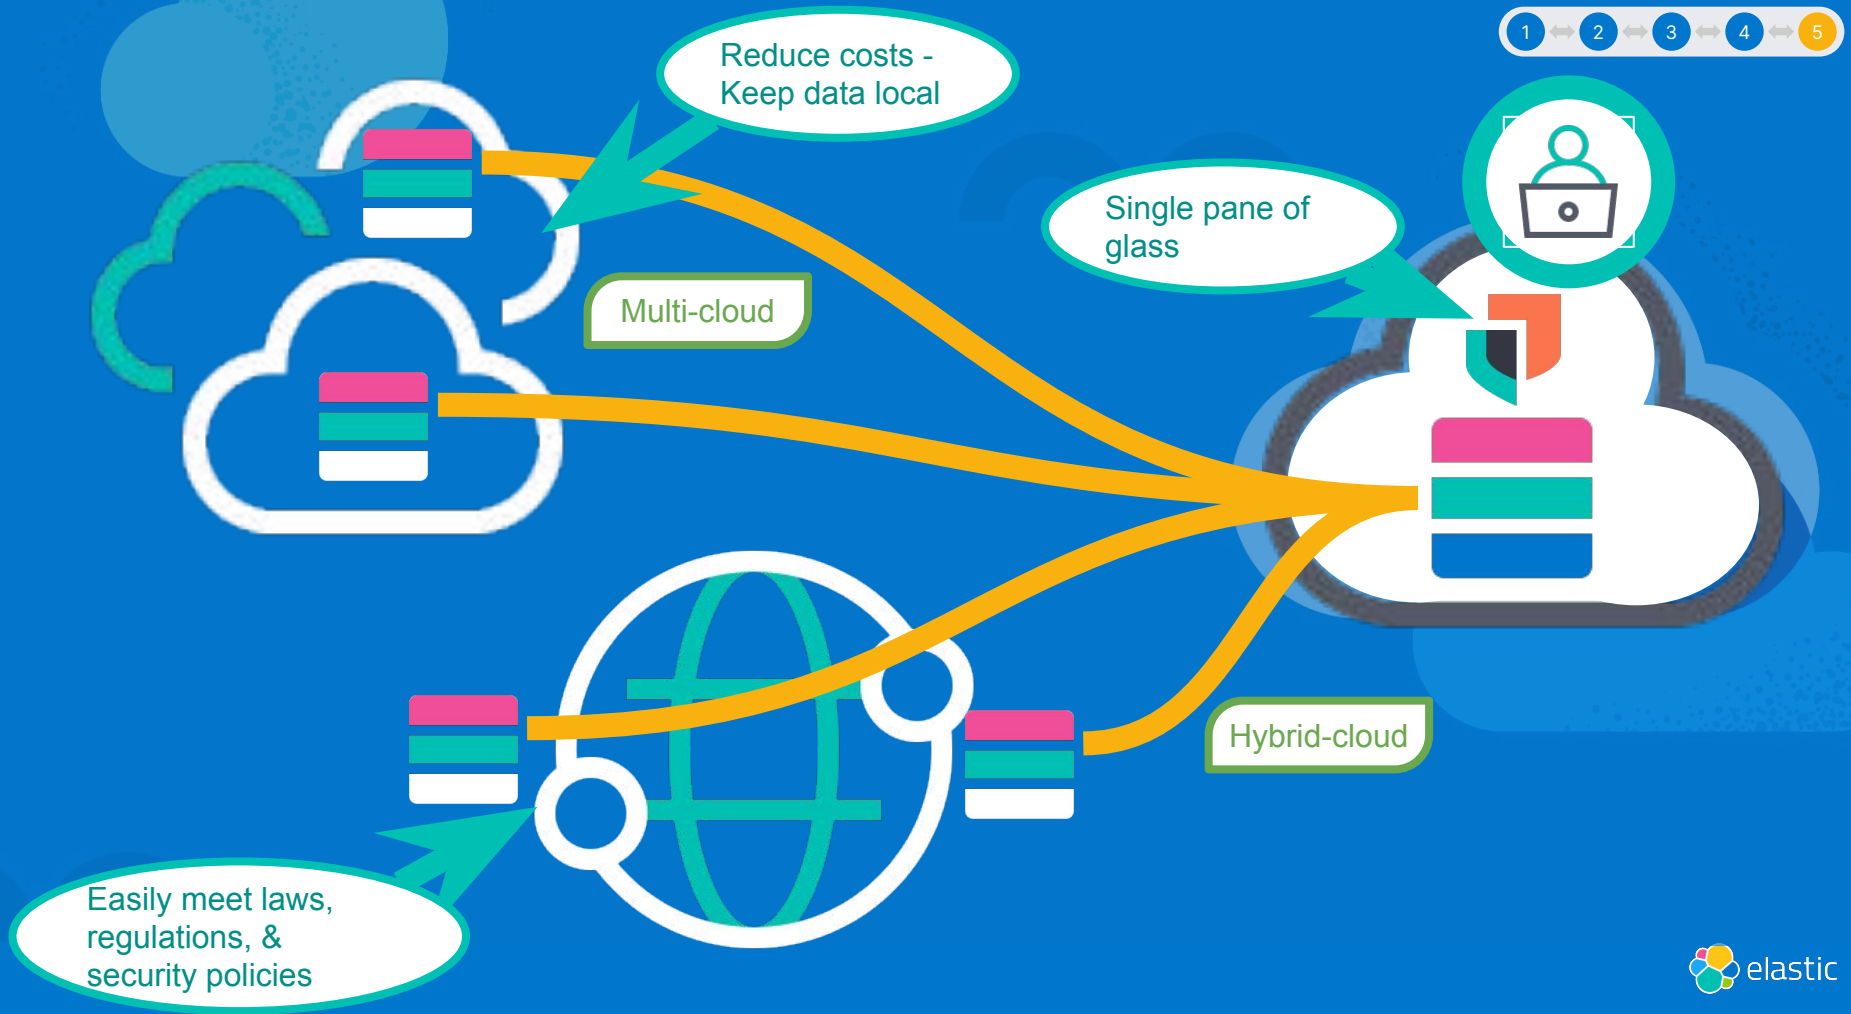 1 2 3 4 5
Reduce costs -
Keep data local
Single pane of
glass
Multi-cloud
Hybrid-cloud
Easily meet laws,
regulations, &
security policies
elastic